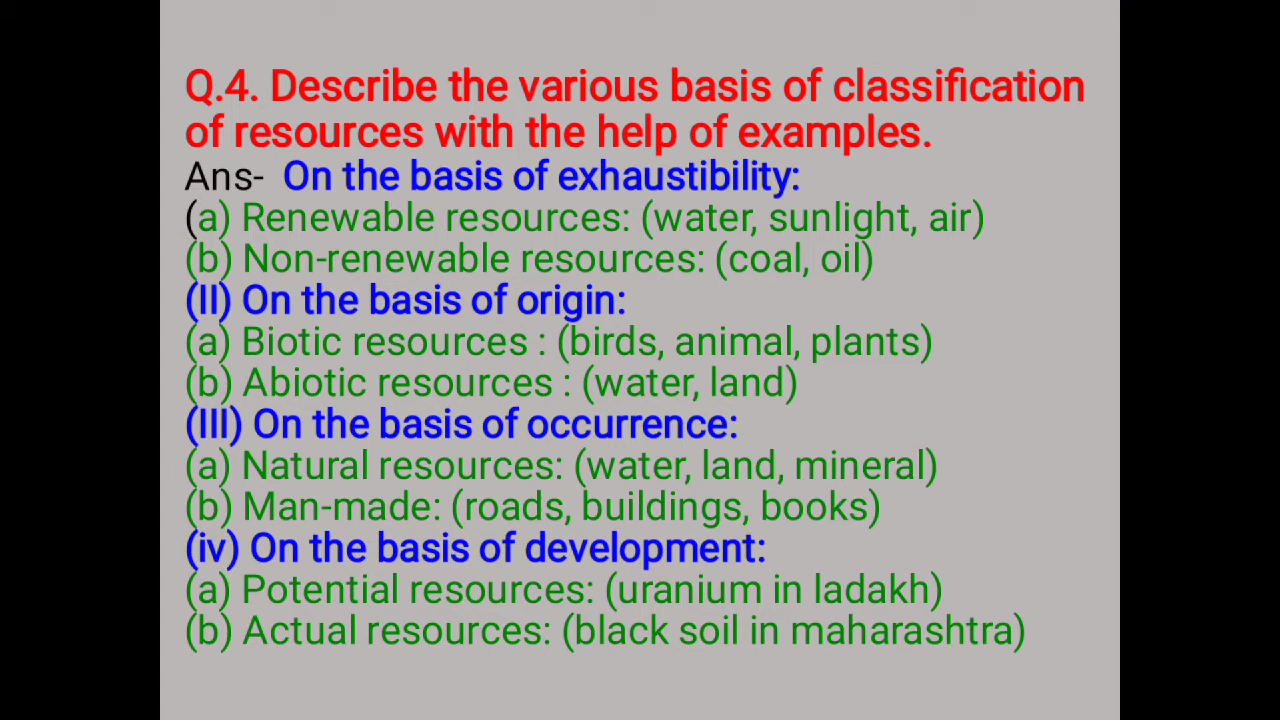 Q.4. Describe the various basis of classification
of resources with the help of examples.
Ans- On the basis of exhaustibility:
(a) Renewable resources: (water, sunlight, air)
(b) Non-renewable resources: (coal, oil)
(II) On the basis of origin:
(a) Biotic resources : (birds, animal, plants)
(b) Abiotic resources : (water, land)
(III) On the basis of occurrence:
(a) Natural resources: (water, land, mineral)
(b) Man-made: (roads, buildings, books)
(iv) On the basis of development:
(a) Potential resources: (uranium in ladakh)
(b) Actual resources: (black soil in maharashtra)